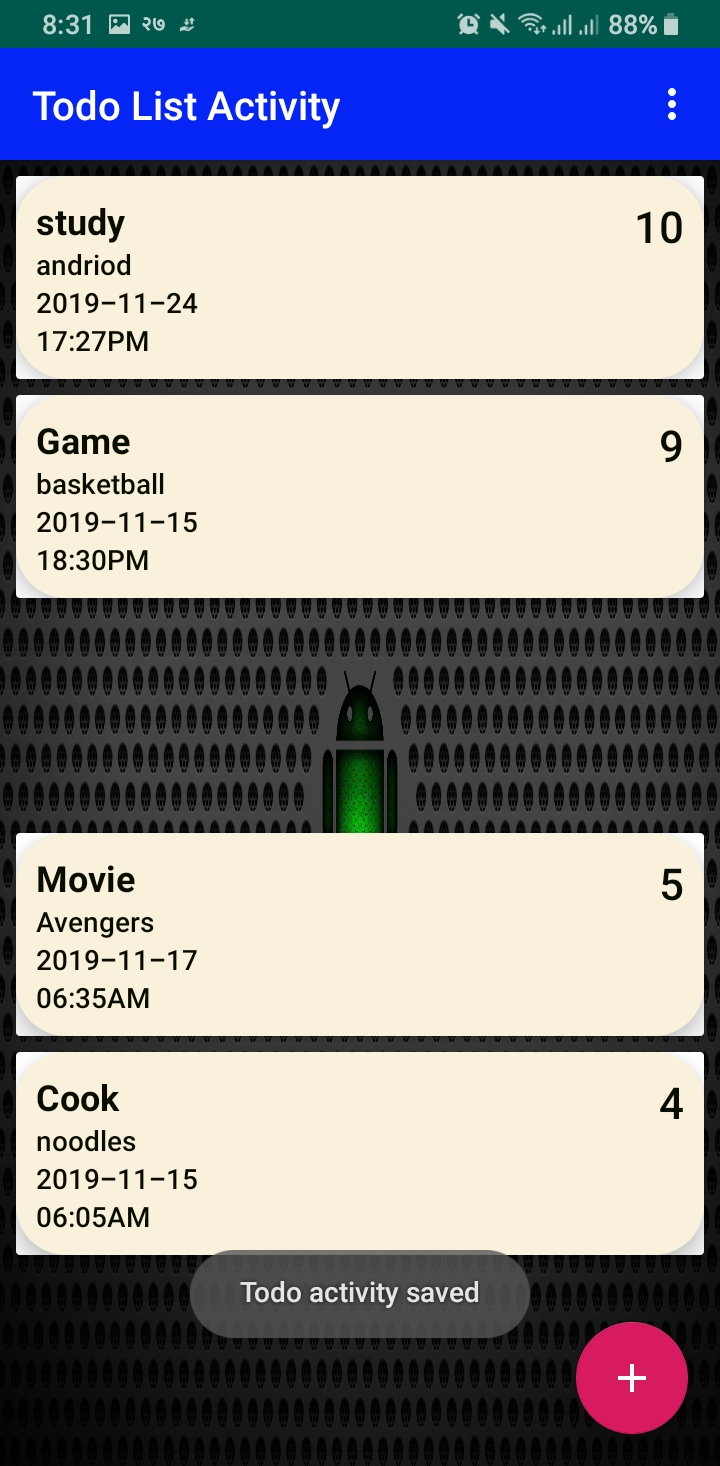 8:31 २७ 88%
Todo List Activity
study 10
andriod
2019–11–24
17:27PM
Game 9
basketball
2019–11–15
18:30PM
Movie 5
Avengers
2019–11–17
06:35AM
Cook 4
noodles
2019–11–15
06:05AM
Todo activity saved
+